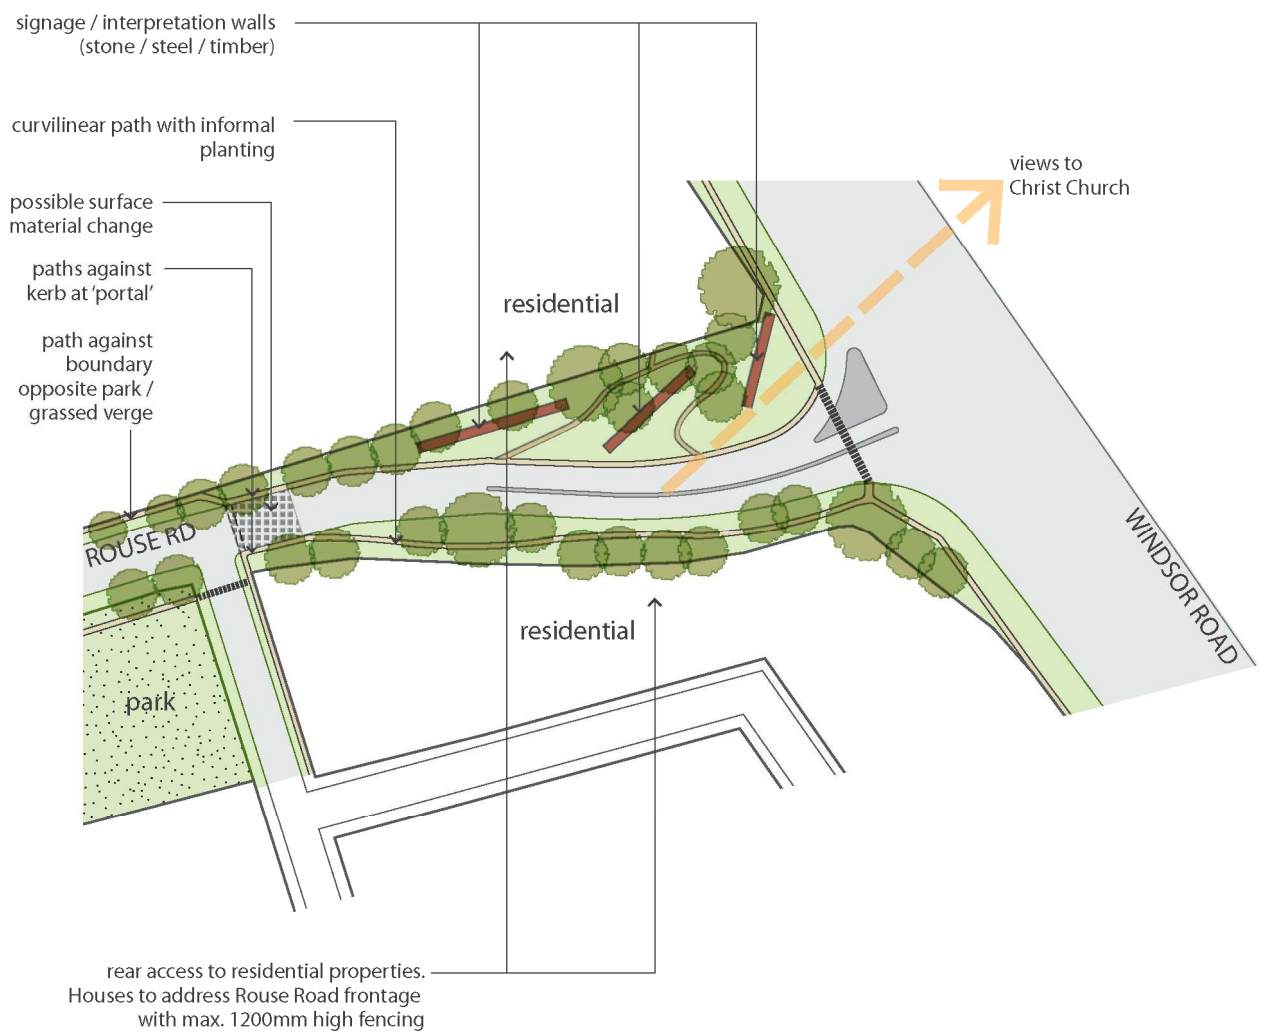 signage / interpretation walls
(stone / steel / timber)
curvilinear path with informal
planting
possible surface
material change
paths against
kerb at 'portal'
path against
boundary
opposite park /
grassed verge
views to
Christ Church
residential
ROUSE RD
WINDSOR ROAD
residential
park
rear access to residential properties.
Houses to address Rouse Road frontage
with max. 1200mm high fencing